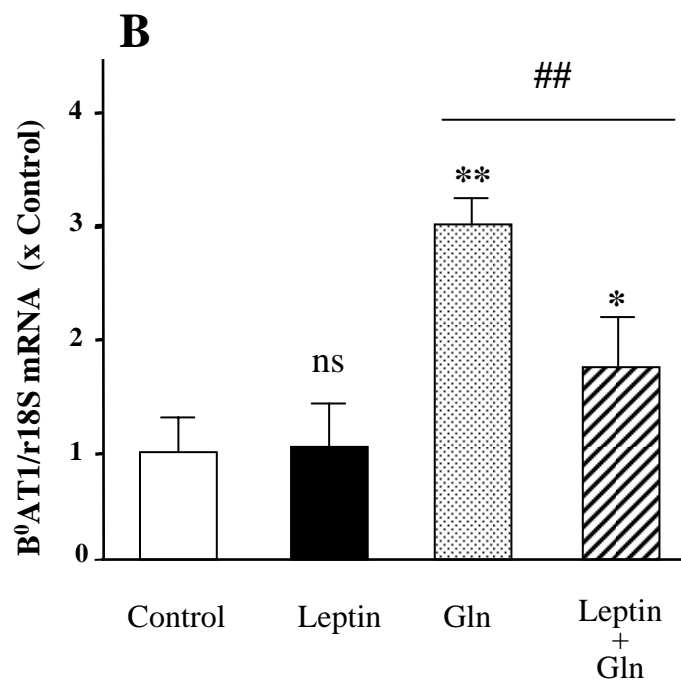 B
##
4
**
3
*
2
ns
1
0
B⁰AT1/r18S mRNA (x Control)
Control
Leptin
Gln
Leptin
+
Gln